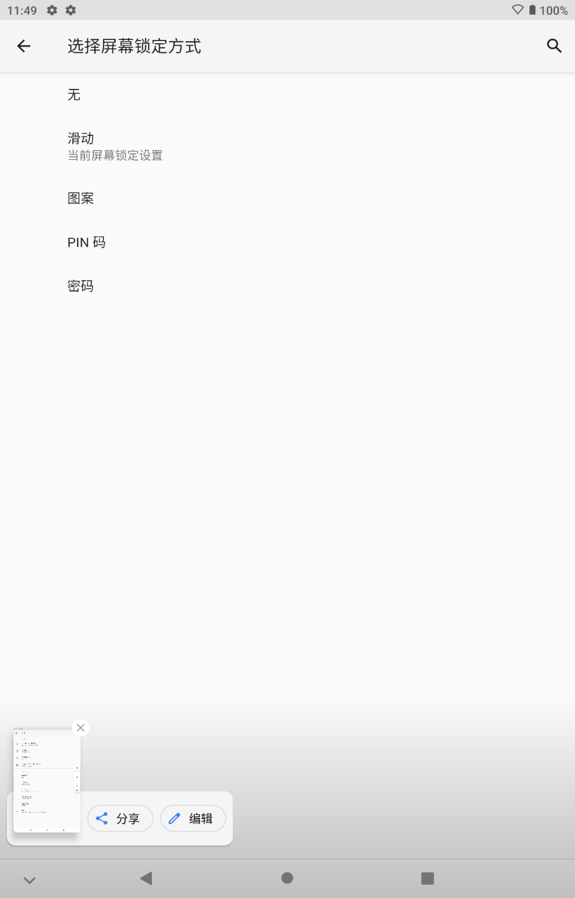 11:49
100%
选择屏幕锁定方式
无
滑动
当前屏幕锁定设置
图案
PIN 码
密码
分享
编辑